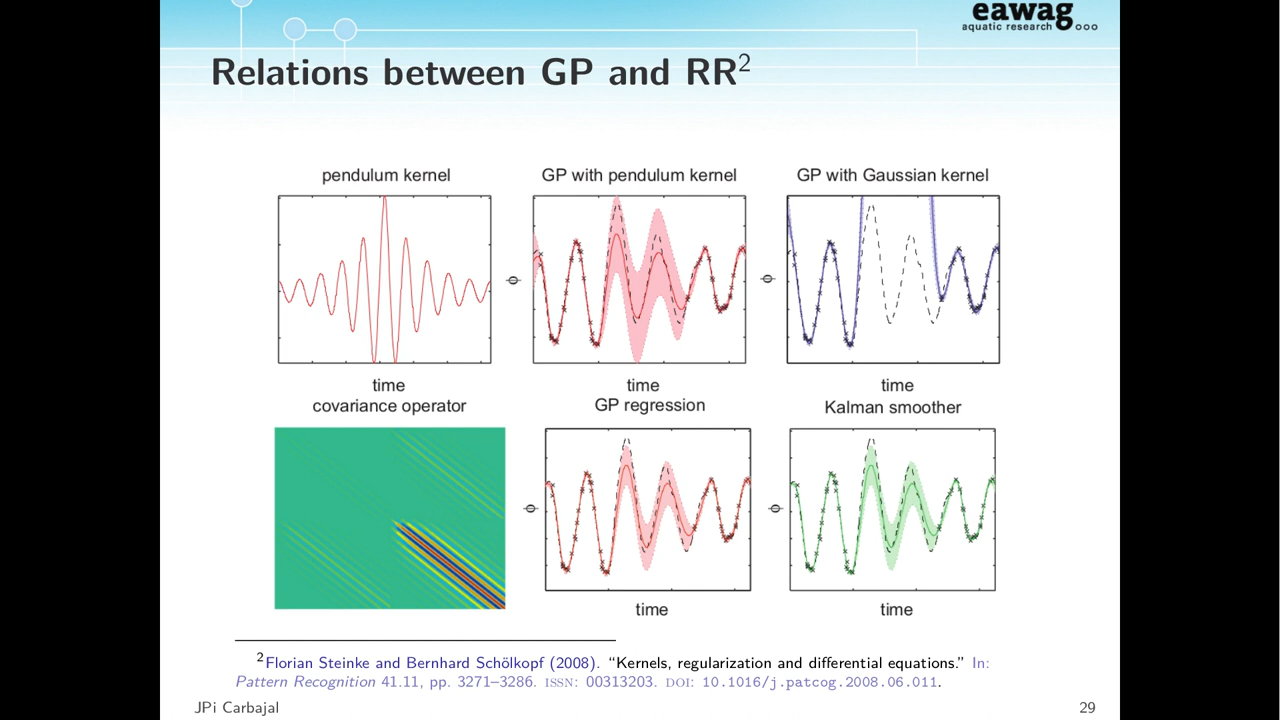 eawag
aquatic research ooo
Relations between GP and RR²
pendulum kernel
GP with pendulum kernel
GP with Gaussian kernel
ϕ
ϕ
time
time
time
covariance operator
GP regression
Kalman smoother
ϕ
ϕ
time
time
²Florian Steinke and Bernhard Schölkopf (2008). “Kernels, regularization and differential equations.” In:
Pattern Recognition 41.11, pp. 3271–3286. ISSN: 00313203. DOI: 10.1016/j.patcog.2008.06.011.
JPi Carbajal
29